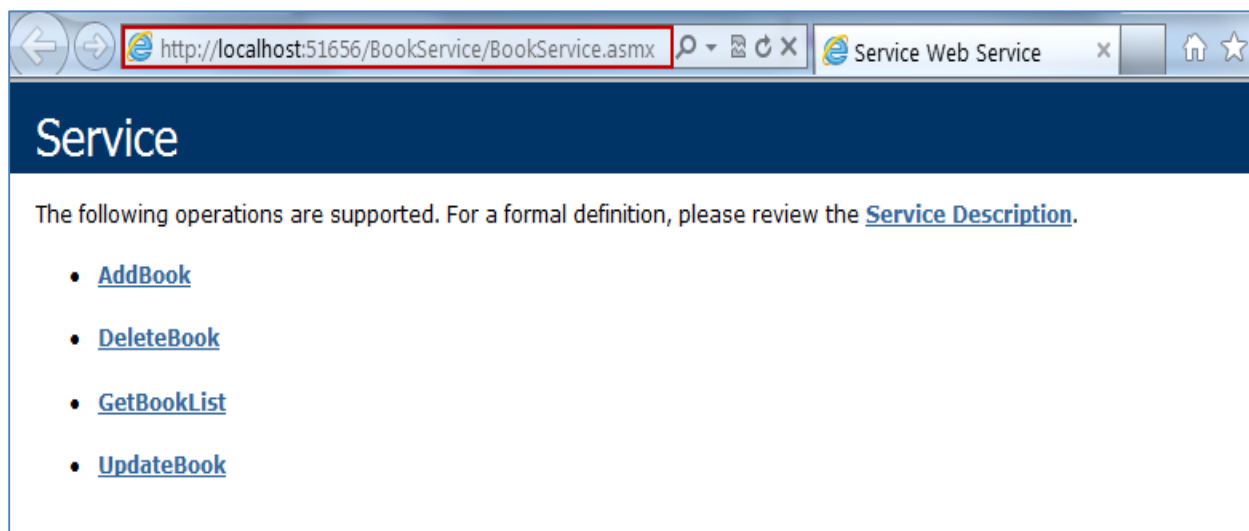 http://localhost:51656/BookService/BookService.asmx
Service Web Service
Service
The following operations are supported. For a formal definition, please review the Service Description.
AddBook
DeleteBook
GetBookList
UpdateBook